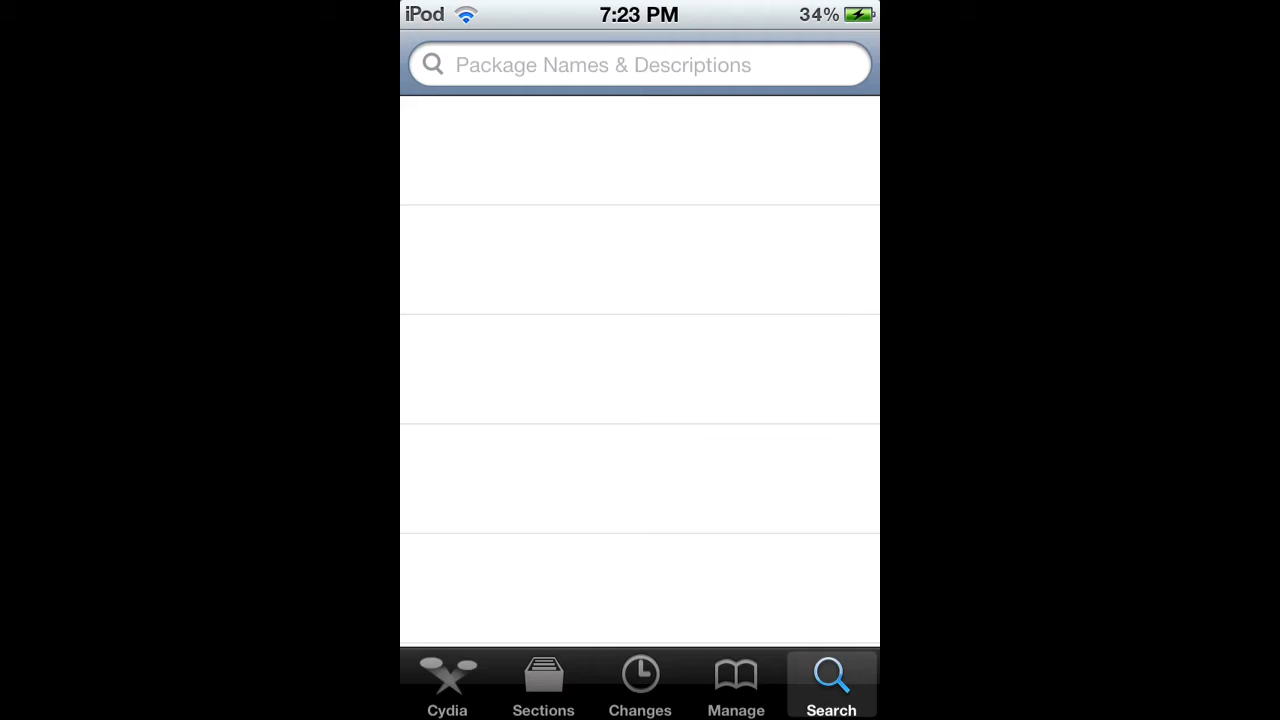 iPod 7:23 PM 34%
Package Names & Descriptions
Cydia Sections Changes Manage Search